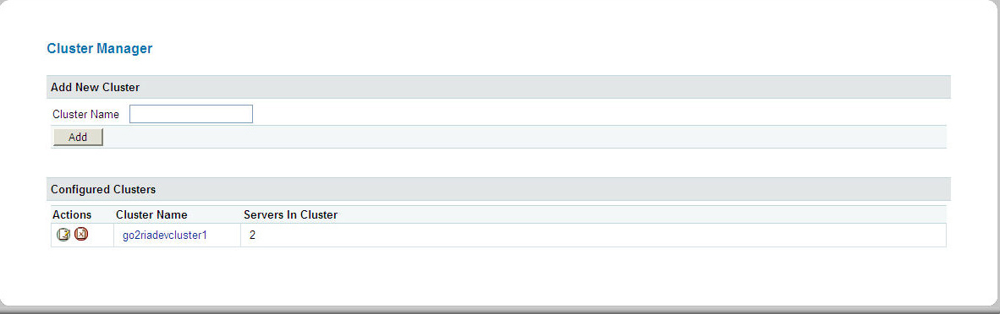 Cluster Manager
Add New Cluster
Cluster Name
Add
Configured Clusters
Actions Cluster Name Servers In Cluster
go2riadevcluster1 2